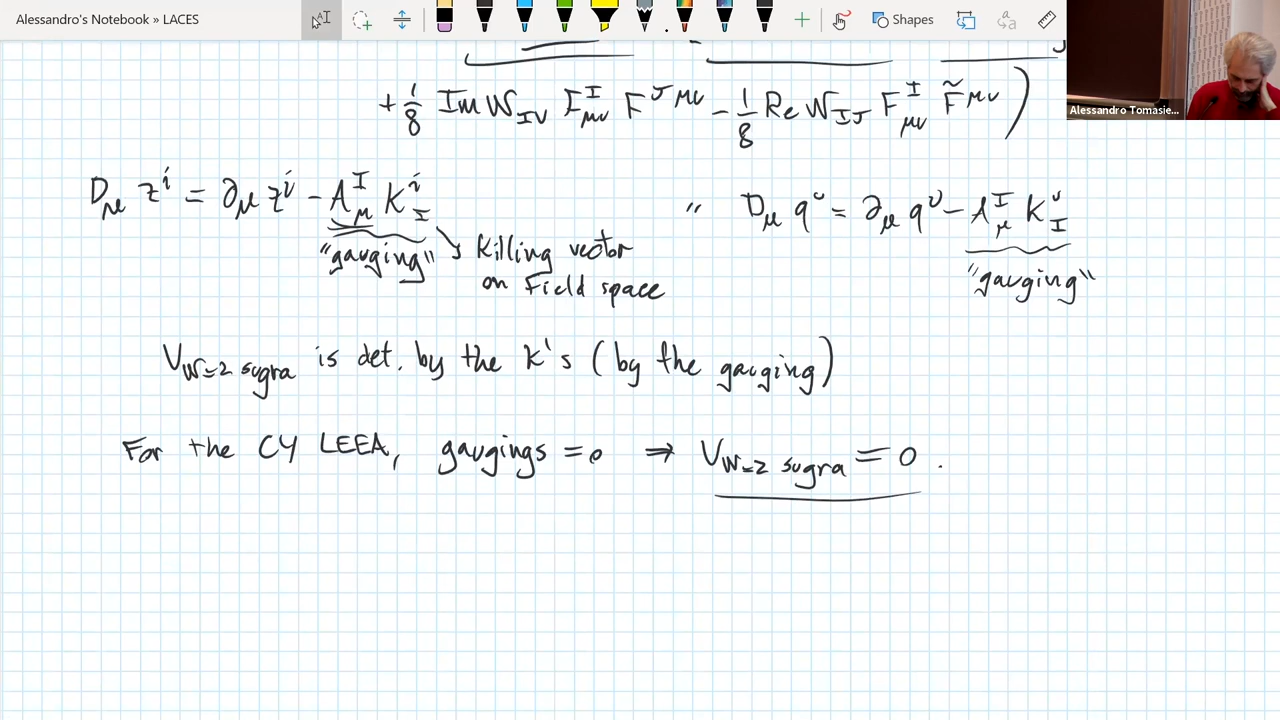 Alessandro's Notebook » LACES
Shapes
Alessandro Tomasie...
+ 1/8 Im W_IJ F^I_μν F^J μν - 1/8 Re W_IJ F^I_μν F̃^μν )
D_μ z^i = ∂_μ z^i - A^I_μ K^i_I
" D_μ q^u = ∂_μ q^u - A^I_μ K^u_I
"gauging" ↘ Killing vector
on Field space
"gauging"
V_N=2 sugra is det. by the K's (by the gauging)
For the CY LEEA, gaugings = 0 ⇒ V_N=2 sugra = 0 .